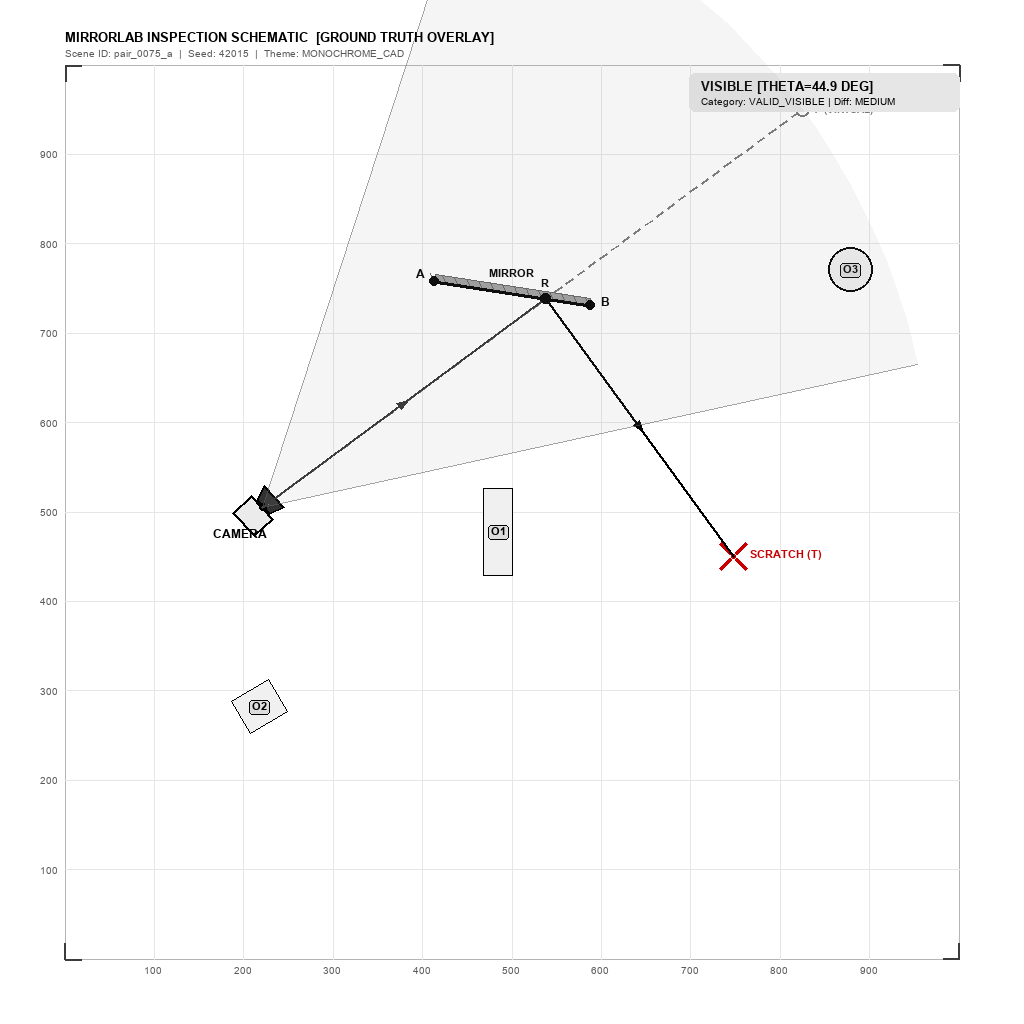 MIRRORLAB INSPECTION SCHEMATIC [GROUND TRUTH OVERLAY]
Scene ID: pair_0075_a | Seed: 42015 | Theme: MONOCHROME_CAD
VISIBLE [THETA=44.9 DEG]
Category: VALID_VISIBLE | Diff: MEDIUM
900
800
O3
A
MIRROR
R
B
700
600
500
CAMERA
O1
SCRATCH (T)
400
300
O2
200
100
100 200 300 400 500 600 700 800 900